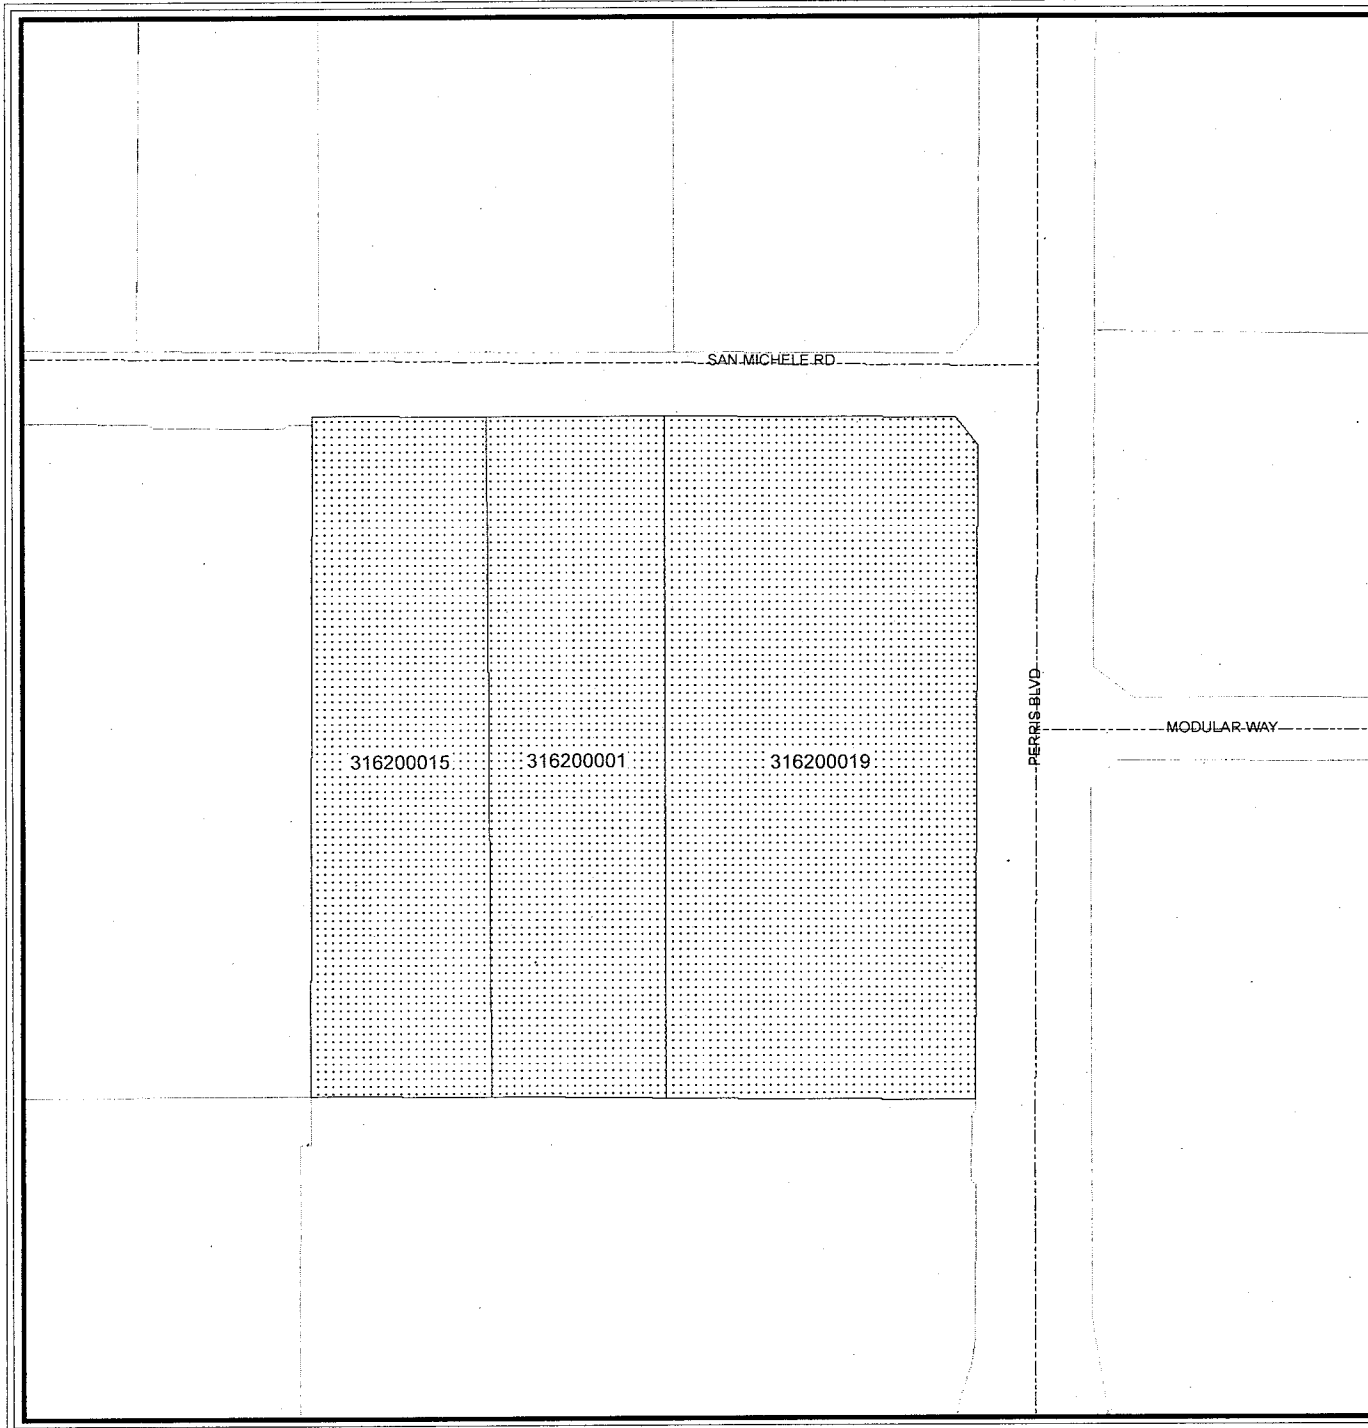 SAN MICHELE RD
PERRIS BLVD
MODULAR WAY
316200015
316200001
316200019